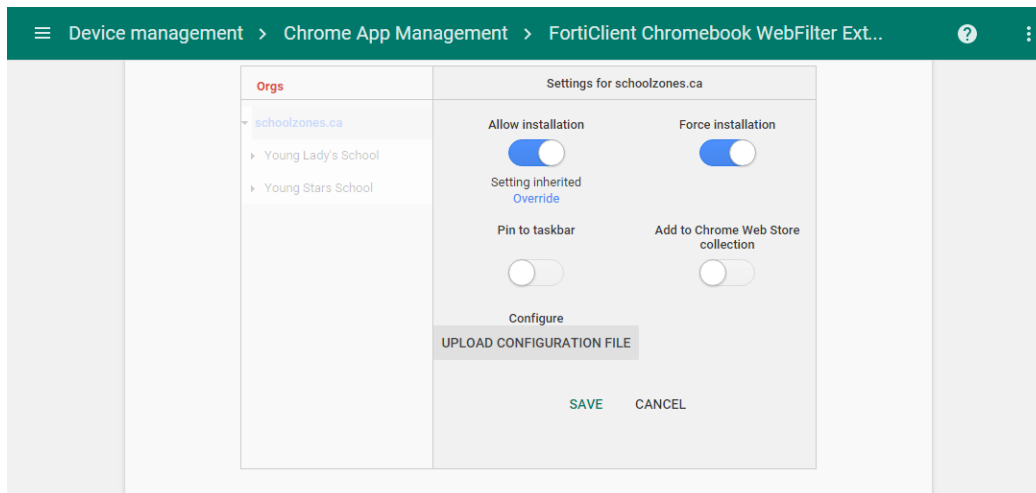 Device management > Chrome App Management > FortiClient Chromebook WebFilter Ext...
Orgs
schoolzones.ca
Young Lady's School
Young Stars School
Settings for schoolzones.ca
Allow installation
Force installation
Setting inherited
Override
Pin to taskbar
Add to Chrome Web Store
collection
Configure
UPLOAD CONFIGURATION FILE
SAVE CANCEL